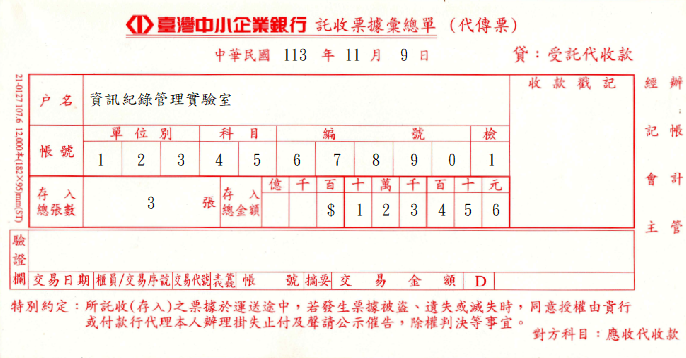 臺灣中小企業銀行 託收票據彙總單 (代傳票)
中華民國 113 年 11 月 9 日
貸:受託代收款
戶名 資訊紀錄管理實驗室
收款戳記
單位別 科目 編號 檢
帳號 1 2 3 4 5 6 7 8 9 0 1
億 千 百 十 萬 千 百 十 元
存入總張數 3 張 存入總金額 $ 1 2 3 4 5 6
經辦
記帳
會計
主管
21-0127 107.6 12,000本(182×95)mm(ST)
驗證欄
交易日期 櫃員/交易序號 交易代號 帳號 摘要 交易金額 D
特別約定:所託收(存入)之票據於運送途中,若發生票據被盜、遺失或滅失時,同意授權由貴行
或付款行代理本人辦理掛失止付及聲請公示催告,除權判決等事宜。
對方科目:應收代收款